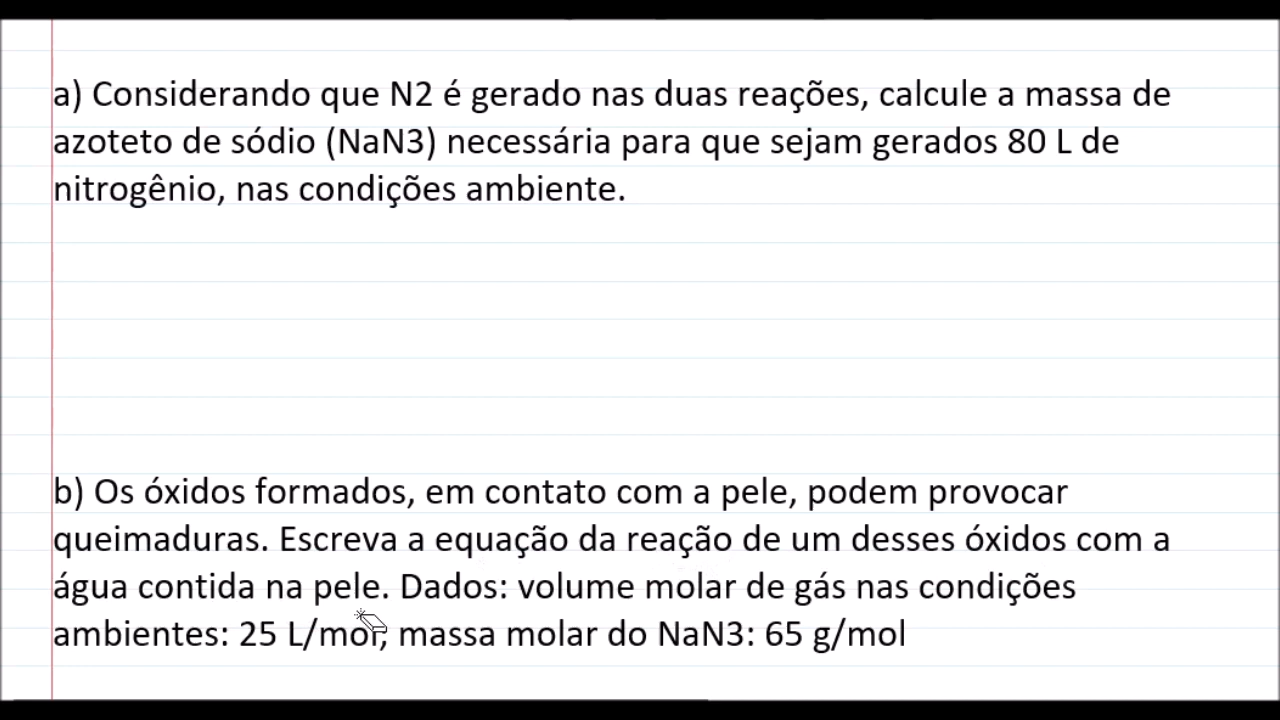 a) Considerando que N2 é gerado nas duas reações, calcule a massa de
azoteto de sódio (NaN3) necessária para que sejam gerados 80 L de
nitrogênio, nas condições ambiente.
b) Os óxidos formados, em contato com a pele, podem provocar
queimaduras. Escreva a equação da reação de um desses óxidos com a
água contida na pele. Dados: volume molar de gás nas condições
ambientes: 25 L/mol, massa molar do NaN3: 65 g/mol